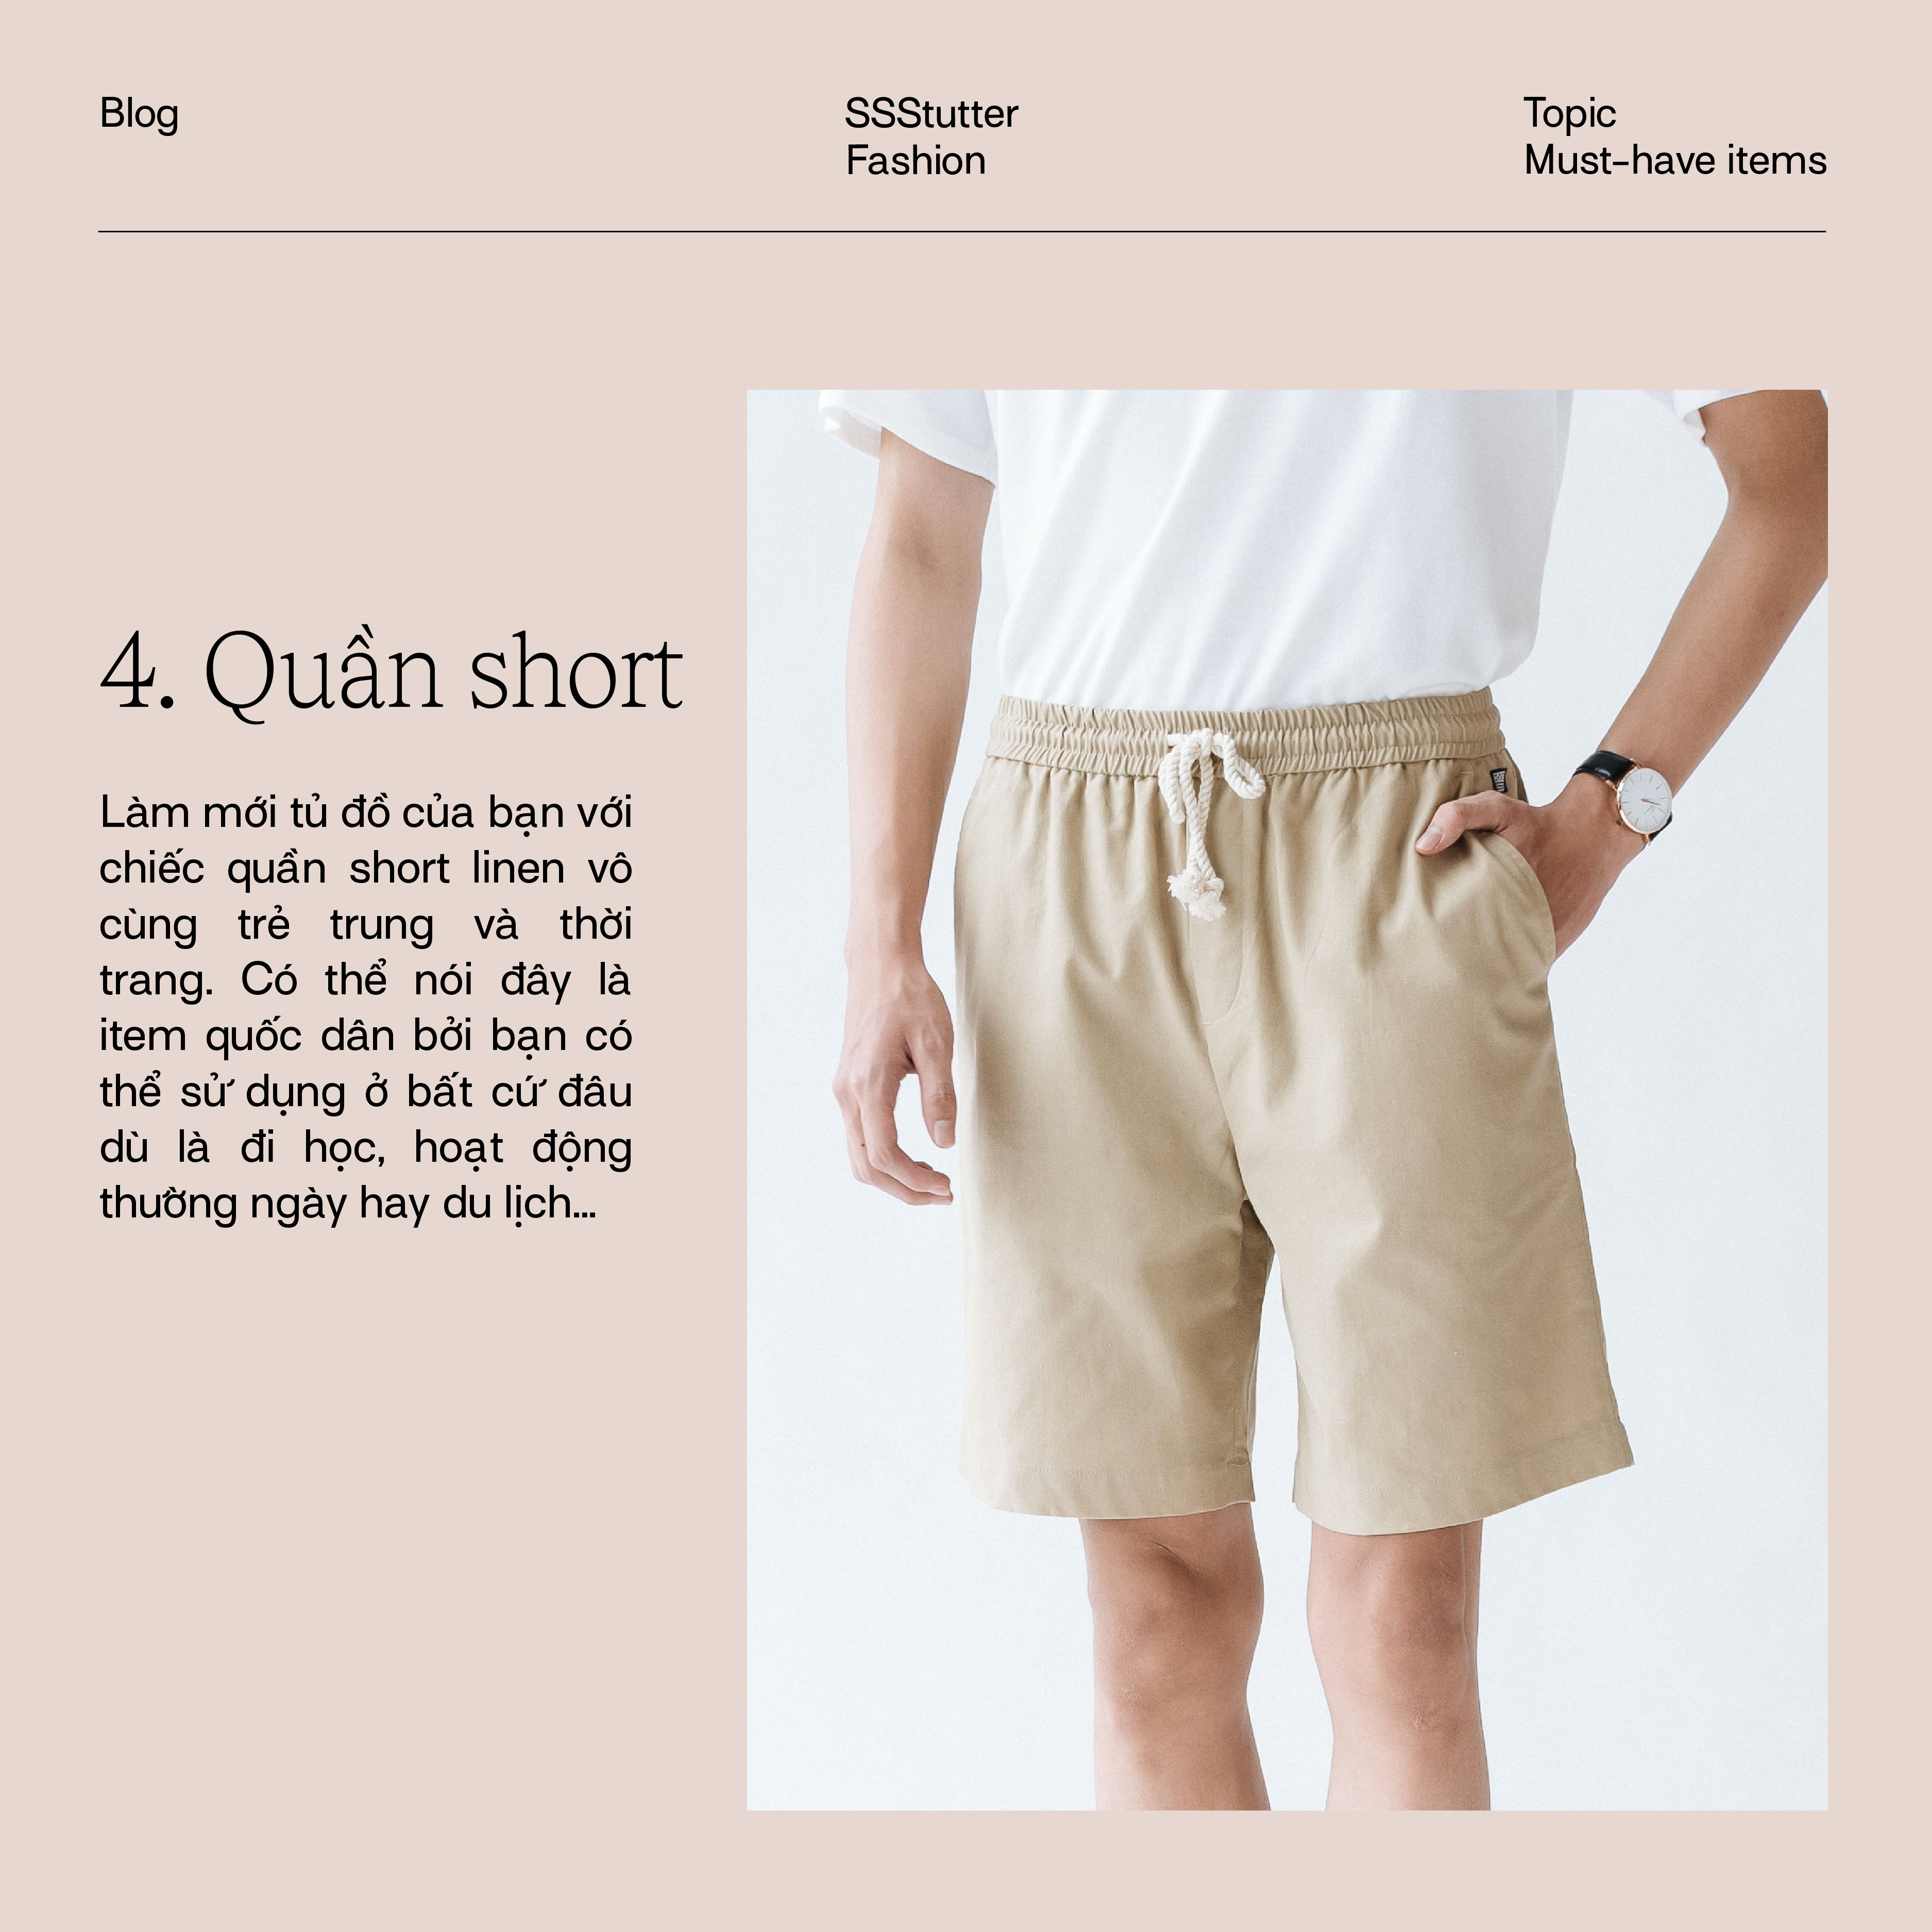 Blog
SSStutter
Fashion
Topic
Must-have items
4. Quần short
Làm mới tủ đồ của bạn với
chiếc quần short linen vô
cùng trẻ trung và thời
trang. Có thể nói đây là
item quốc dân bởi bạn có
thể sử dụng ở bất cứ đâu
dù là đi học, hoạt động
thường ngày hay du lịch...